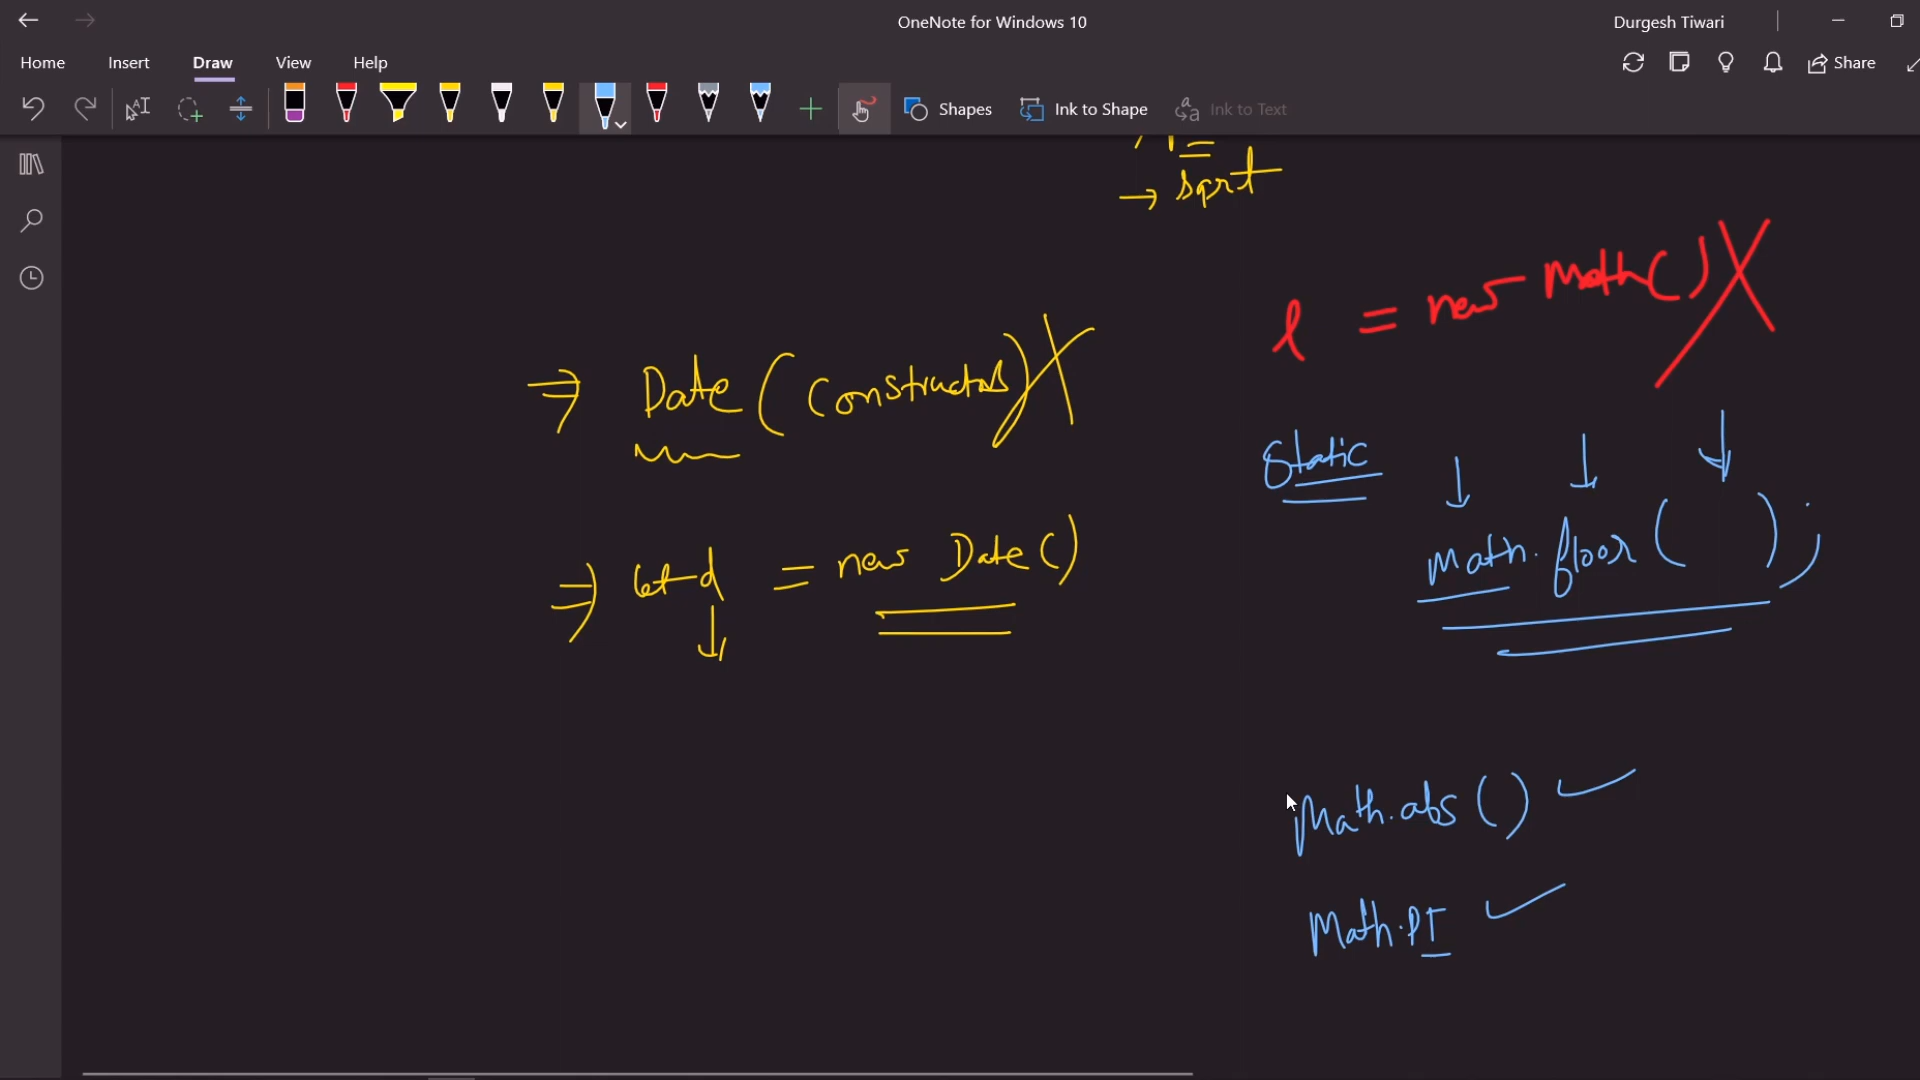 OneNote for Windows 10
Durgesh Tiwari
Home Insert Draw View Help
Share
Shapes Ink to Shape Ink to Text
→ sqrt
l = new Math() X
⇒ Date (Constructor) X
Static
Math.floor( );
⇒ let d = new Date()
Math.abs() ✓
Math.PI ✓